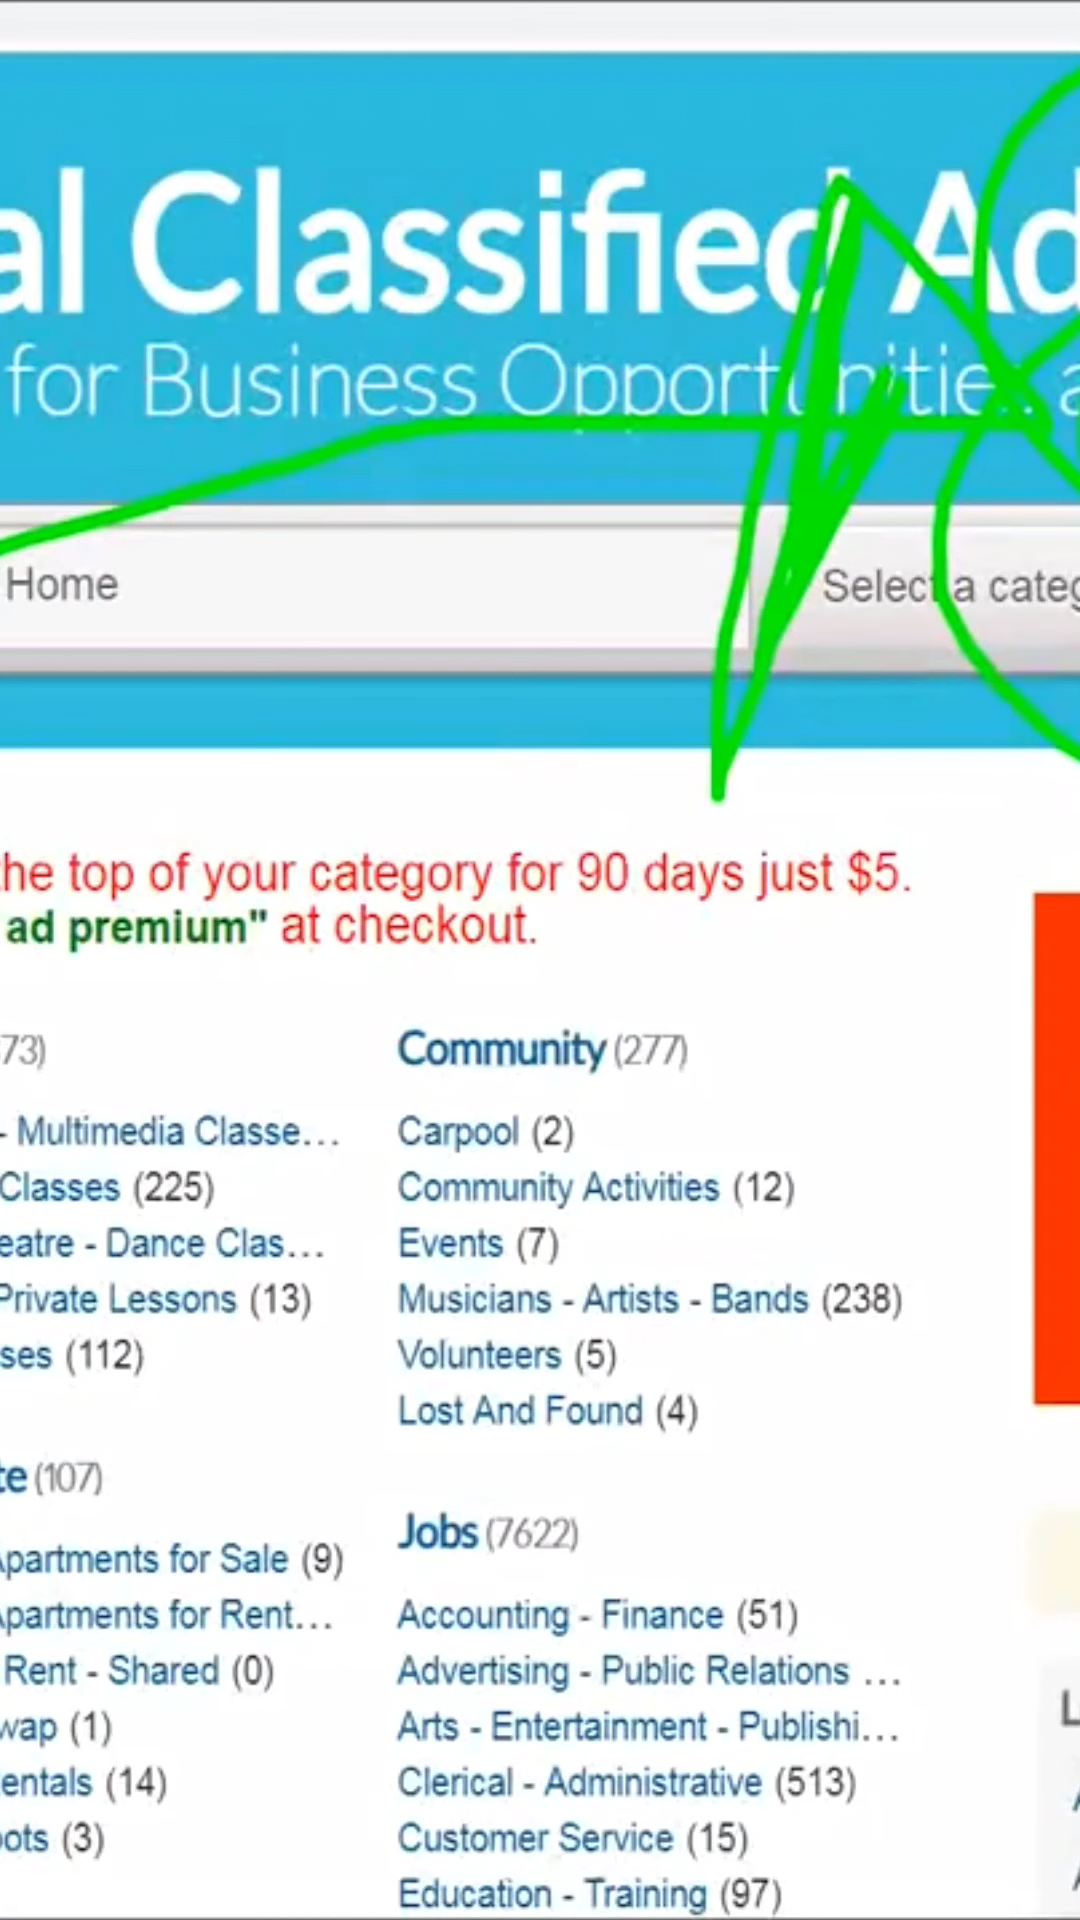 al Classified Ad
for Business Opportunities a
Home
Select a categ
the top of your category for 90 days just $5.
ad premium" at checkout.
73)
- Multimedia Classe...
Classes (225)
eatre - Dance Clas...
Private Lessons (13)
ses (112)
te (107)
Apartments for Sale (9)
Apartments for Rent...
Rent - Shared (0)
wap (1)
entals (14)
oots (3)
Community (277)
Carpool (2)
Community Activities (12)
Events (7)
Musicians - Artists - Bands (238)
Volunteers (5)
Lost And Found (4)
Jobs (7622)
Accounting - Finance (51)
Advertising - Public Relations ...
Arts - Entertainment - Publishi...
Clerical - Administrative (513)
Customer Service (15)
Education - Training (97)
L